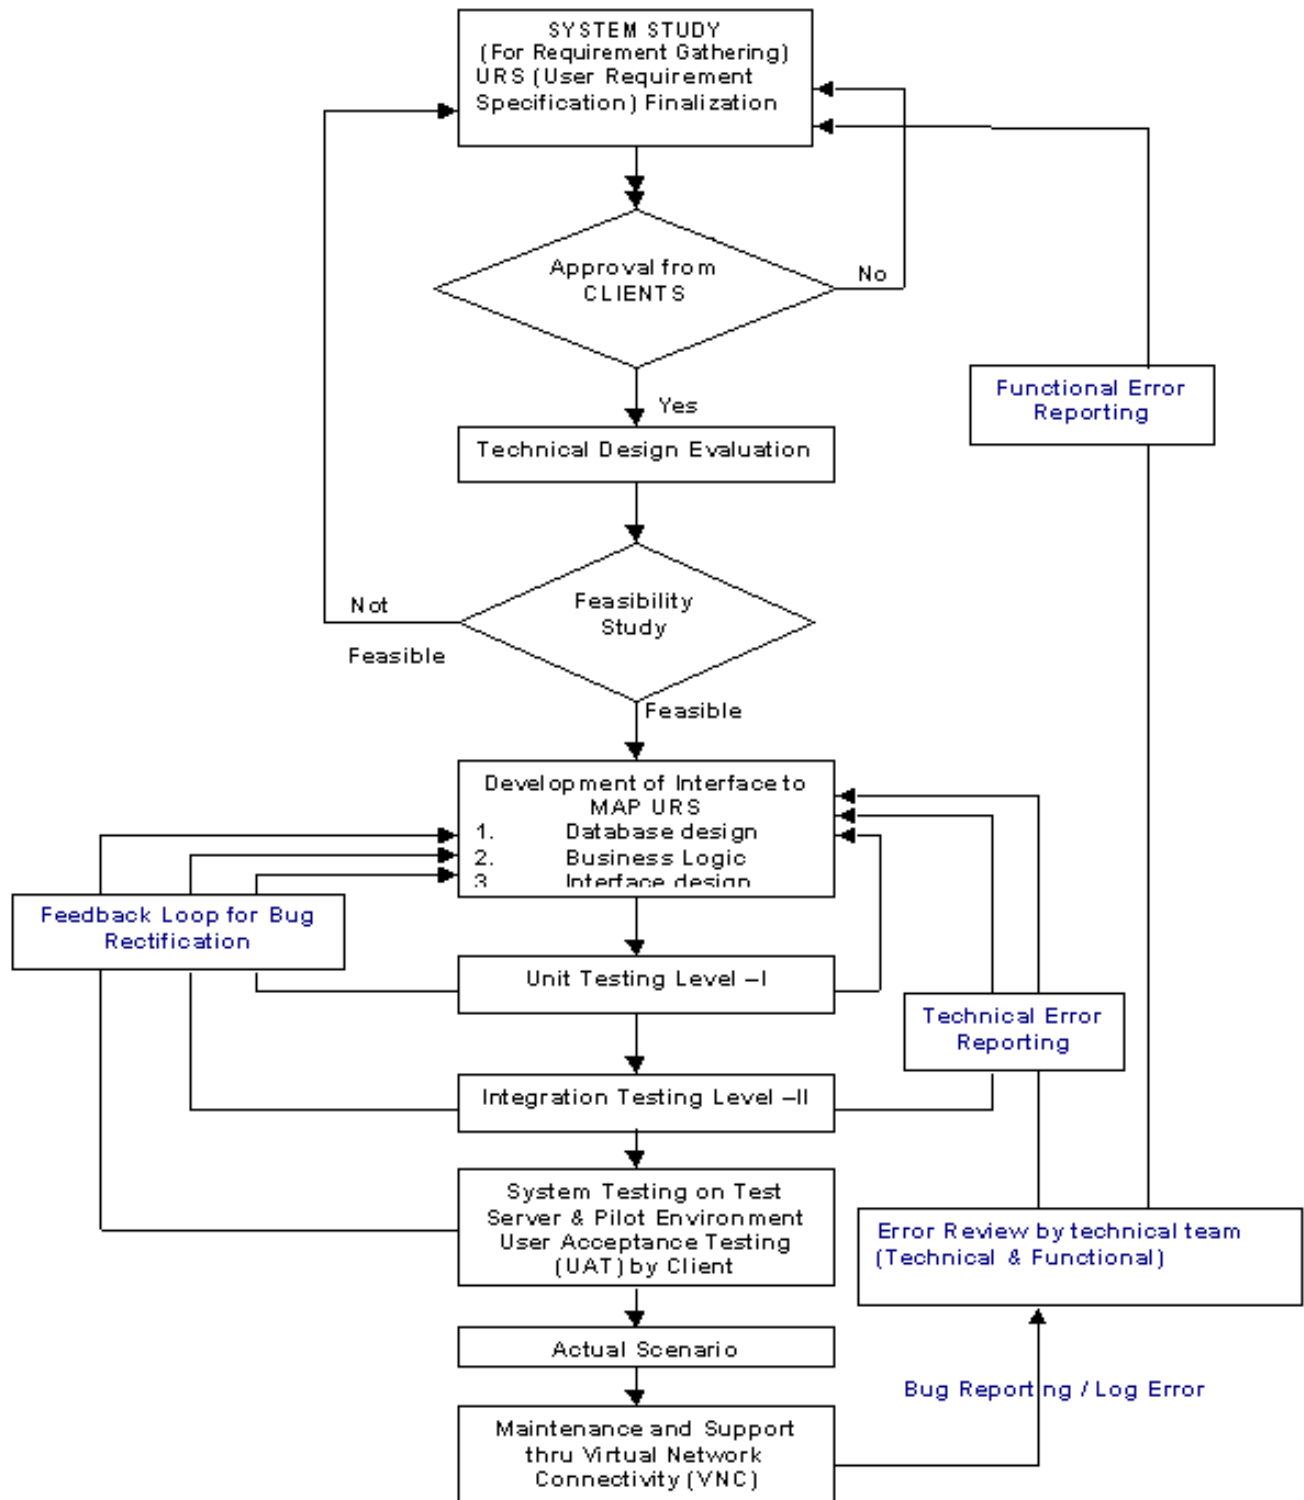 SYSTEM STUDY
(For Requirement Gathering)
URS (User Requirement
Specification) Finalization
Approval from
CLIENTS
No
Yes
Functional Error
Reporting
Technical Design Evaluation
Feasibility
Study
Not
Feasible
Feasible
Development of Interface to
MAP URS
1. Database design
2. Business Logic
3 Interface design
Feedback Loop for Bug
Rectification
Unit Testing Level –I
Technical Error
Reporting
Integration Testing Level –II
System Testing on Test
Server & Pilot Environment
User Acceptance Testing
(UAT) by Client
Error Review by technical team
(Technical & Functional)
Actual Scenario
Bug Reporting / Log Error
Maintenance and Support
thru Virtual Network
Connectivity (VNC)